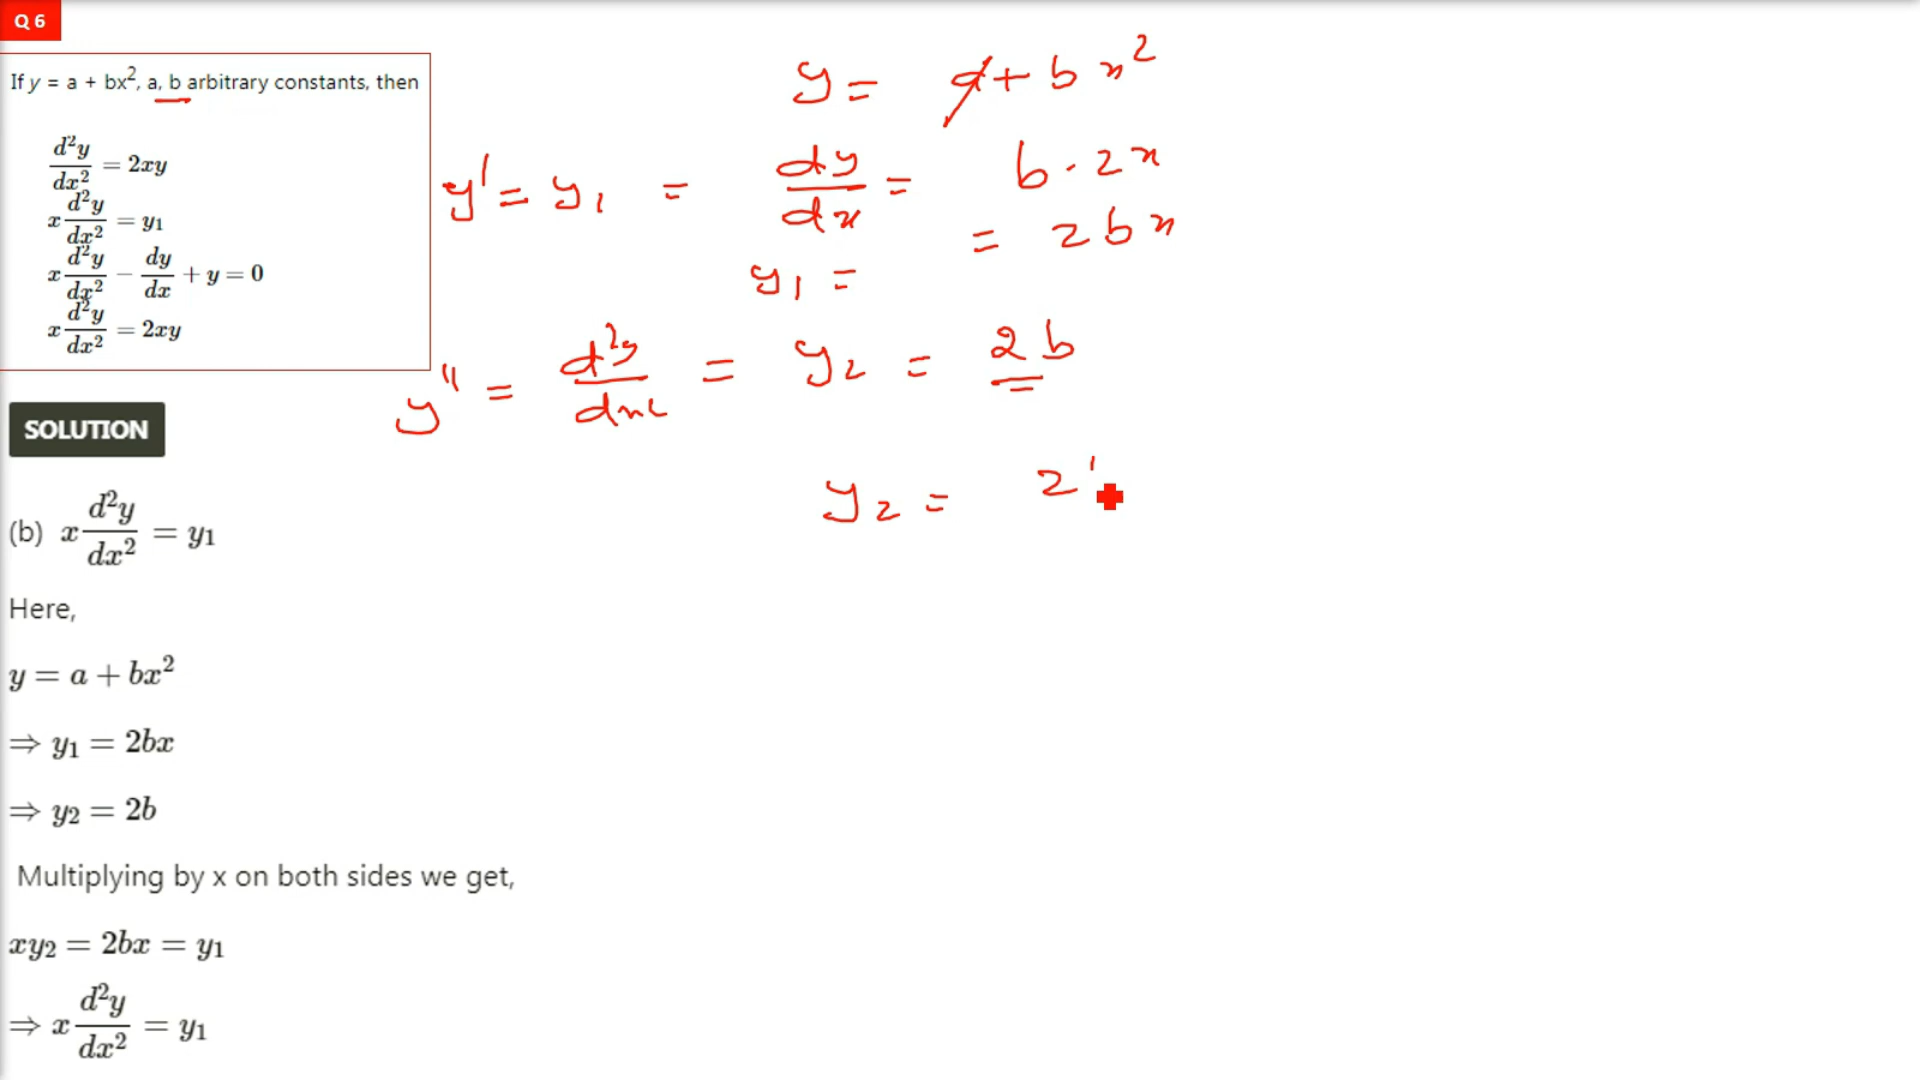 Q 6
If y = a + bx², a, b arbitrary constants, then
d²y/dx² = 2xy
x d²y/dx² = y₁
x d²y/dx² − dy/dx + y = 0
x d²y/dx² = 2xy
SOLUTION
(b) x d²y/dx² = y₁
Here,
y = a + bx²
⇒ y₁ = 2bx
⇒ y₂ = 2b
Multiplying by x on both sides we get,
xy₂ = 2bx = y₁
⇒ x d²y/dx² = y₁
y = a + b x²
y' = y₁ = dy/dx = b · 2x
= 2bx
y₁ =
y'' = d²y/dx² = y₂ = 2b
y₂ = 2